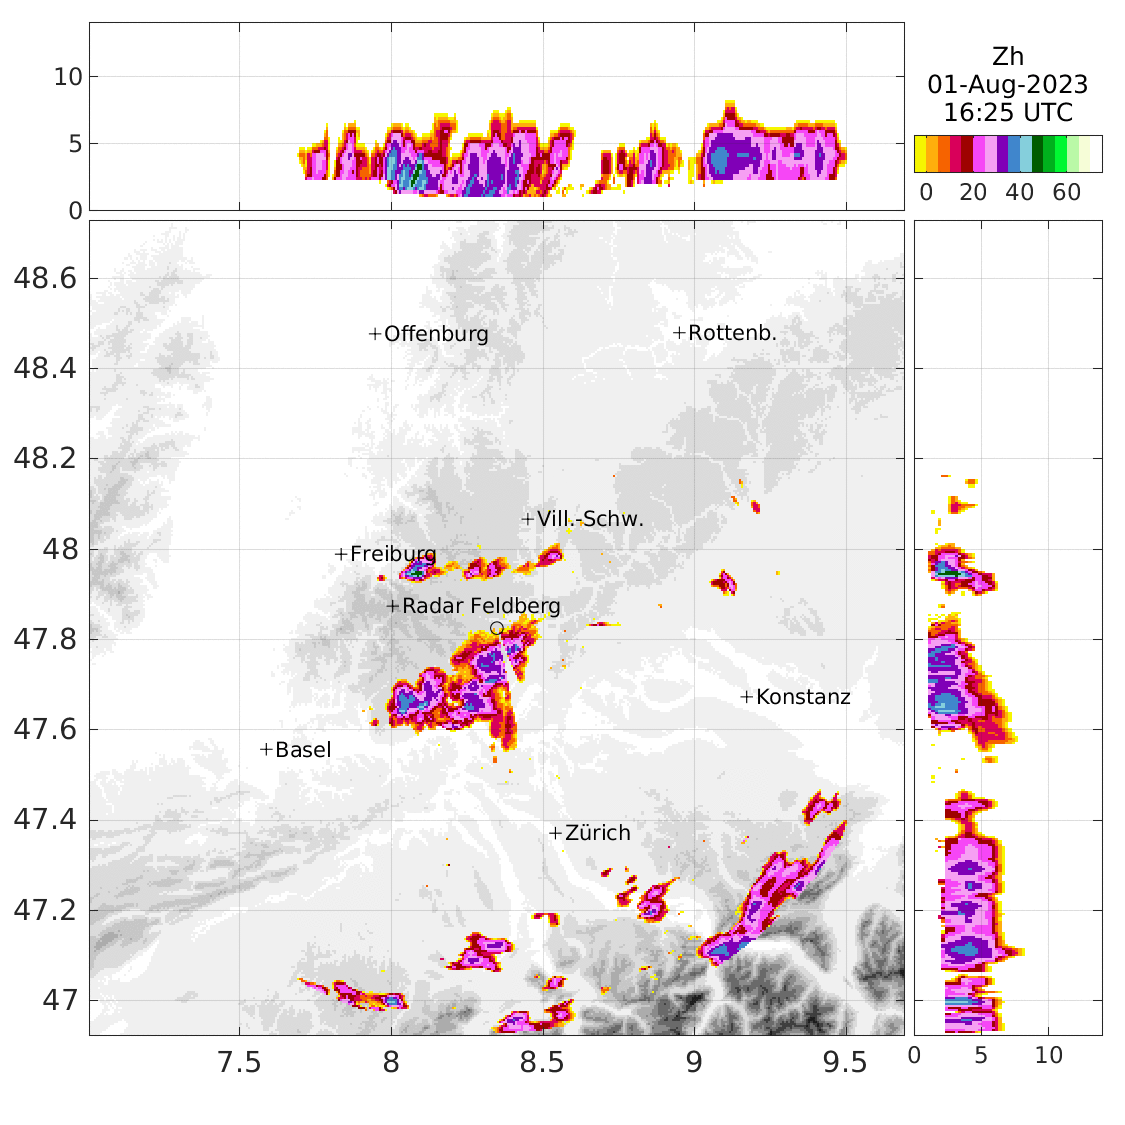 10
5
0
Zh
01-Aug-2023
16:25 UTC
0 20 40 60
48.6
48.4
48.2
48
47.8
47.6
47.4
47.2
47
+Offenburg
+Rottenb.
+Vill.-Schw.
+Freiburg
+Radar Feldberg
+Konstanz
+Basel
+Zürich
7.5 8 8.5 9 9.5
0 5 10